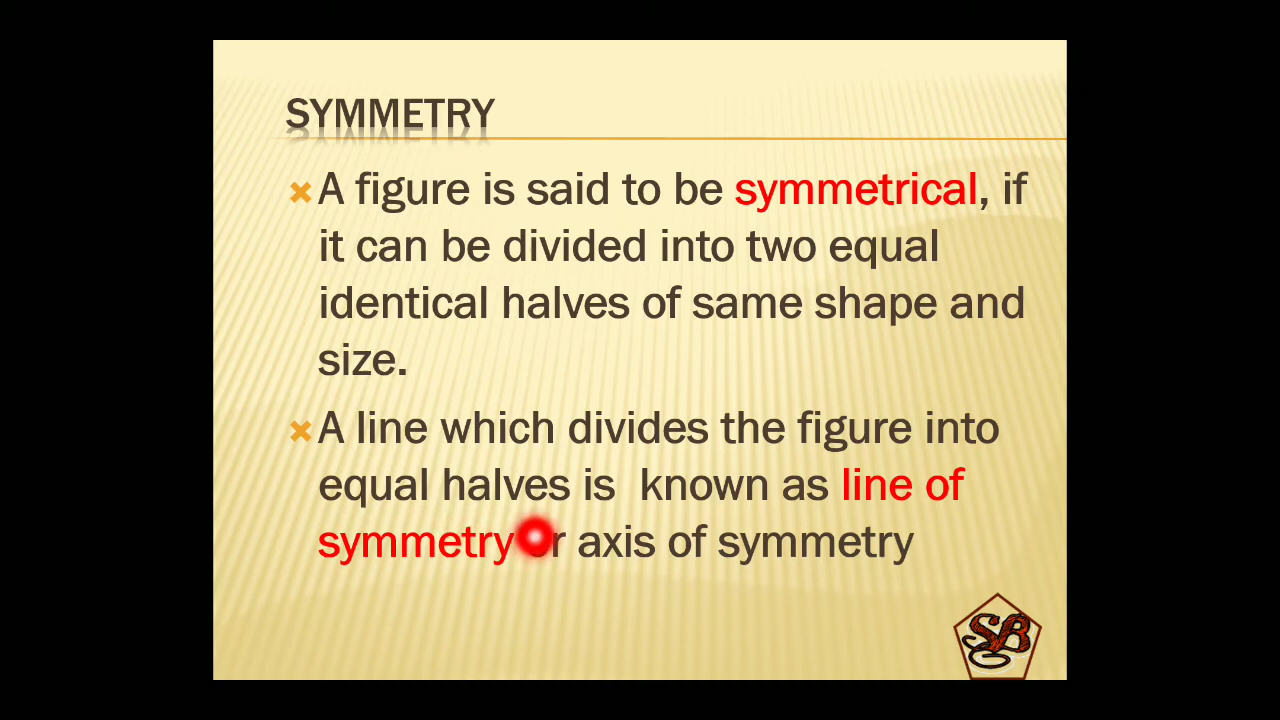 SYMMETRY
A figure is said to be symmetrical, if
it can be divided into two equal
identical halves of same shape and
size.
A line which divides the figure into
equal halves is known as line of
symmetry or axis of symmetry
SB